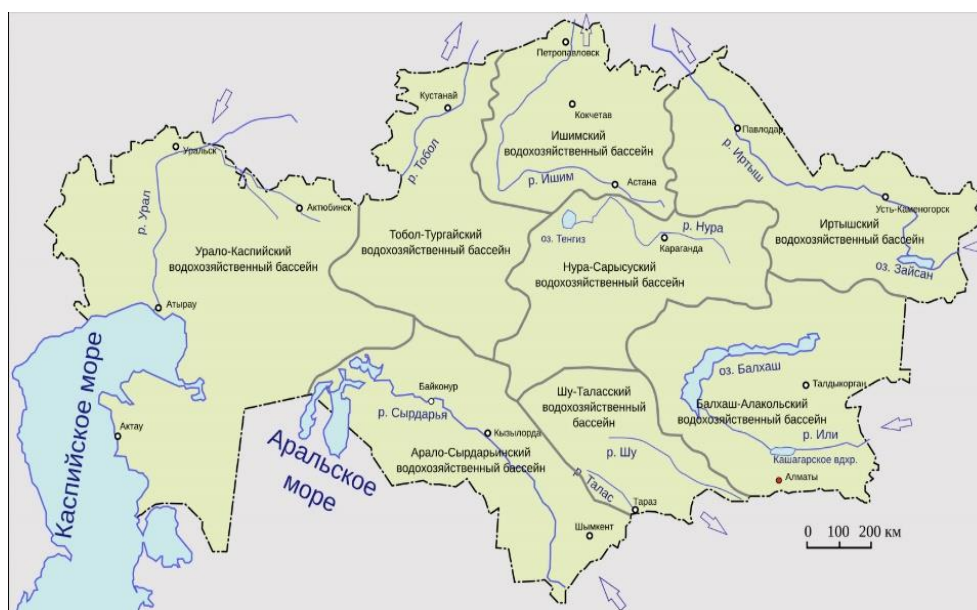 Петропавловск
Кустанай
Кокчетав
Ишимский
водохозяйственный бассейн
Павлодар
р. Тобол
р. Иртыш
Уральск
р. Ишим
Астана
Усть-Каменогорск
Актюбинск
р. Урал
Иртышский
водохозяйственный бассейн
Тобол-Тургайский
водохозяйственный бассейн
р. Нура
оз. Тенгиз
Караганда
Урало-Каспийский
водохозяйственный бассейн
Нура-Сарысуский
водохозяйственный бассейн
оз. Зайсан
Атырау
Каспийское море
оз. Балхаш
Байконур
Талдыкорган
р. Сырдарья
Шу-Таласский
водохозяйственный
бассейн
Балхаш-Алакольский
водохозяйственный бассейн
Актау
Кызылорда
р. Или
Аральское
море
Арало-Сырдарьинский
водохозяйственный бассейн
р. Шу
Кашагарское вдхр.
р. Талас
Алматы
Тараз
Шымкент
0 100 200 км